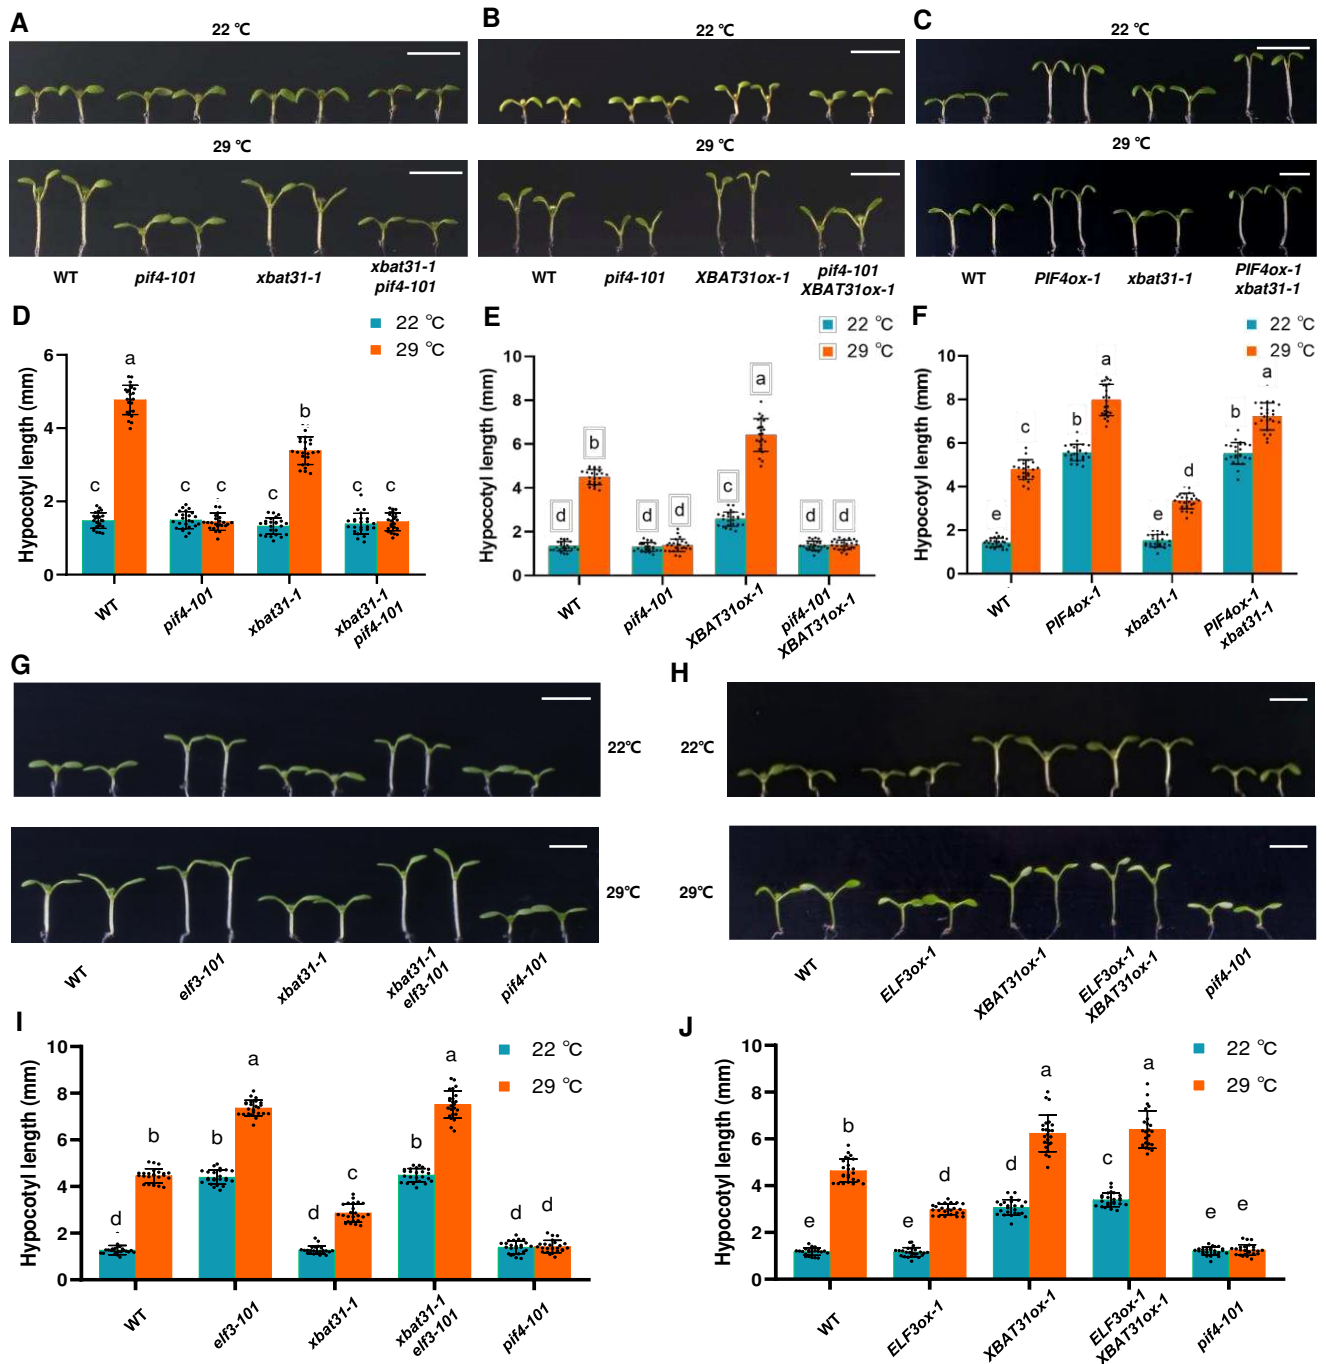 A
B
C
22 ℃
22 ℃
22 ℃
29 ℃
29 ℃
29 ℃
WT
pif4-101
xbat31-1
xbat31-1
pif4-101
WT
pif4-101
XBAT31ox-1
pif4-101
XBAT31ox-1
WT
PIF4ox-1
xbat31-1
PIF4ox-1
xbat31-1
D
22 ℃
29 ℃
Hypocotyl length (mm)
6
4
2
0
c
a
c
c
c
b
c
c
WT
pif4-101
xbat31-1
xbat31-1
pif4-101
E
22 ℃
29 ℃
Hypocotyl length (mm)
10
8
6
4
2
0
d
b
d
d
c
a
d
d
WT
pif4-101
XBAT31ox-1
pif4-101
XBAT31ox-1
F
22 ℃
29 ℃
Hypocotyl length (mm)
10
8
6
4
2
0
e
c
b
a
e
d
b
a
WT
PIF4ox-1
xbat31-1
PIF4ox-1
xbat31-1
G
22℃
29℃
WT
elf3-101
xbat31-1
xbat31-1
elf3-101
pif4-101
H
22℃
29℃
WT
ELF3ox-1
XBAT31ox-1
ELF3ox-1
XBAT31ox-1
pif4-101
I
22 ℃
29 ℃
Hypocotyl length (mm)
10
8
6
4
2
0
d
b
b
a
d
c
b
a
d
d
WT
elf3-101
xbat31-1
xbat31-1
elf3-101
pif4-101
J
22 ℃
29 ℃
Hypocotyl length (mm)
10
8
6
4
2
0
e
b
e
d
d
a
c
a
e
e
WT
ELF3ox-1
XBAT31ox-1
ELF3ox-1
XBAT31ox-1
pif4-101